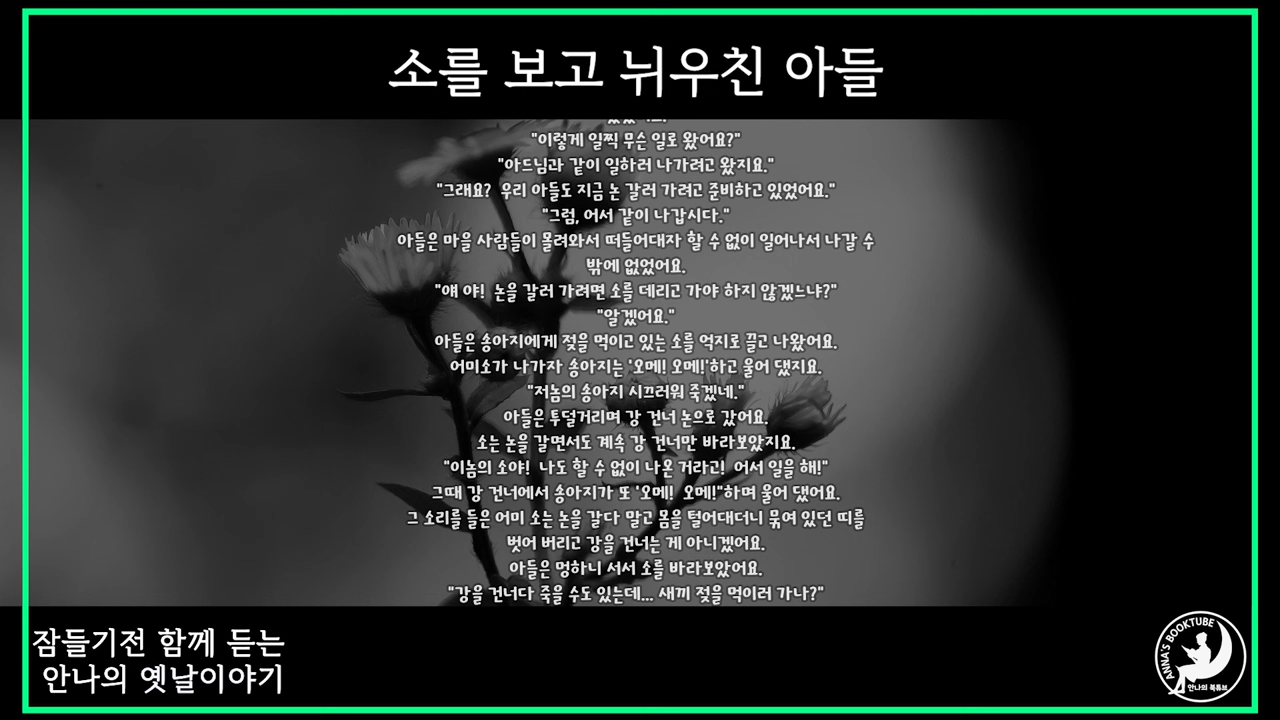 소를 보고 뉘우친 아들
"이렇게 일찍 무슨 일로 왔어요?"
"아드님과 같이 일하러 나가려고 왔지요."
"그래요? 우리 아들도 지금 논 갈러 가려고 준비하고 있었어요."
"그럼, 어서 같이 나갑시다."
아들은 마을 사람들이 몰려와서 떠들어대자 할 수 없이 일어나서 나갈 수
밖에 없었어요.
"얘 야! 논을 갈러 가려면 소를 데리고 가야 하지 않겠느냐?"
"알겠어요."
아들은 송아지에게 젖을 먹이고 있는 소를 억지로 끌고 나왔어요.
어미소가 나가자 송아지는 '오메! 오메!'하고 울어 댔지요.
"저놈의 송아지 시끄러워 죽겠네."
아들은 투덜거리며 강 건너 논으로 갔어요.
소는 논을 갈면서도 계속 강 건너만 바라보았지요.
"이놈의 소야! 나도 할 수 없이 나온 거라고! 어서 일을 해!"
그때 강 건너에서 송아지가 또 '오메! 오메!"하며 울어 댔어요.
그 소리를 들은 어미 소는 논을 갈다 말고 몸을 털어대더니 묶여 있던 띠를
벗어 버리고 강을 건너는 게 아니겠어요.
아들은 멍하니 서서 소를 바라보았어요.
"강을 건너다 죽을 수도 있는데... 새끼 젖을 먹이러 가나?"
잠들기전 함께 듣는
안나의 옛날이야기
ANNA'S BOOKTUBE
안나의 북튜브